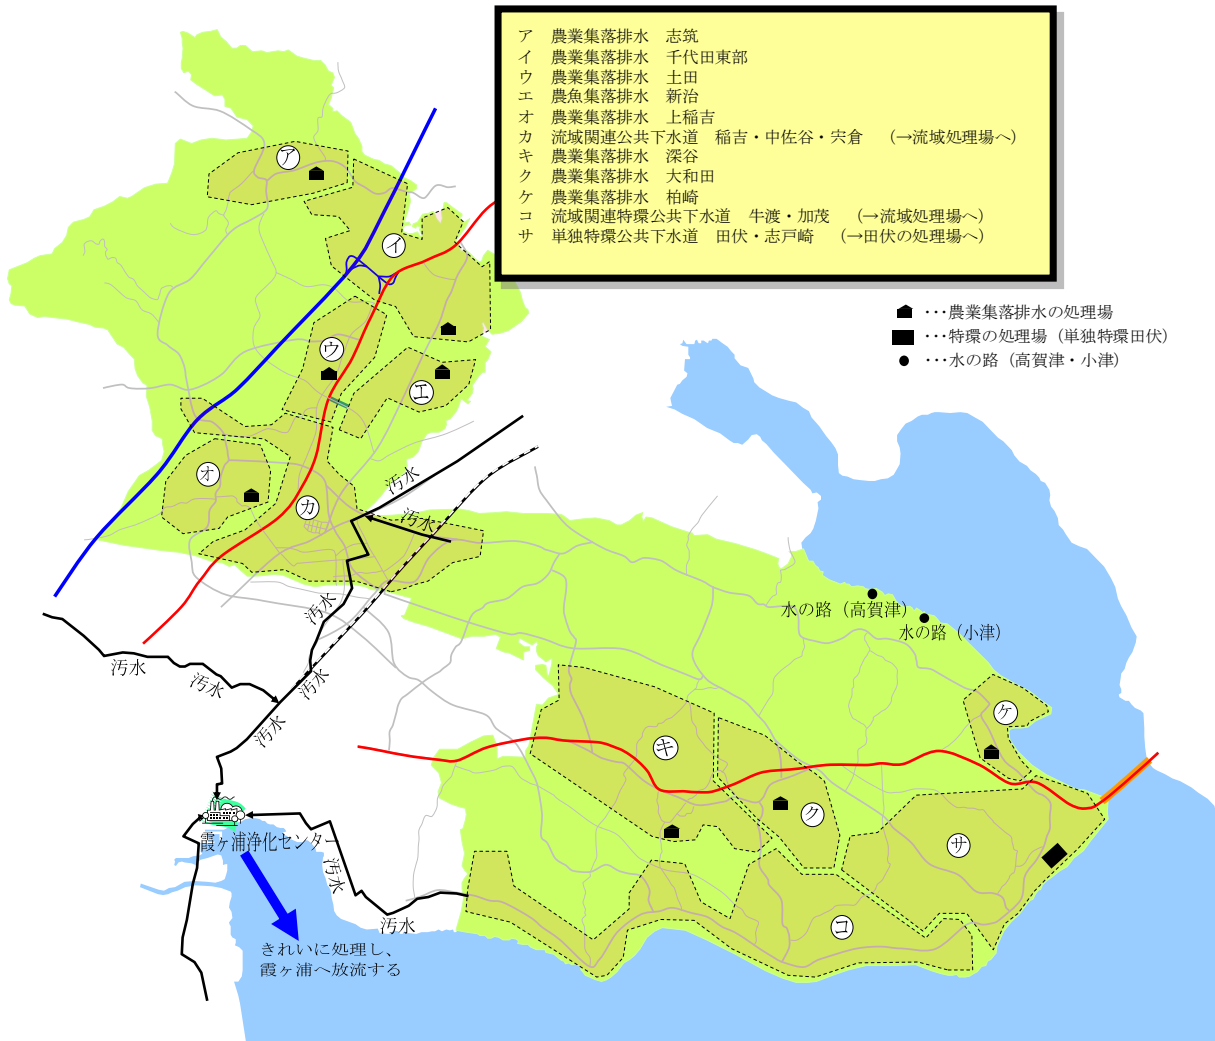 ア　農業集落排水　志筑
イ　農業集落排水　千代田東部
ウ　農業集落排水　土田
エ　農魚集落排水　新治
オ　農業集落排水　上稲吉
カ　流域関連公共下水道　稲吉・中佐谷・宍倉　（→流域処理場へ）
キ　農業集落排水　深谷
ク　農業集落排水　大和田
ケ　農業集落排水　柏崎
コ　流域関連特環公共下水道　牛渡・加茂　（→流域処理場へ）
サ　単独特環公共下水道　田伏・志戸崎　（→田伏の処理場へ）
・・・農業集落排水の処理場
・・・特環の処理場（単独特環田伏）
・・・水の路（高賀津・小津）
ア
イ
ウ
エ
オ
カ
汚水
汚水
汚水
水の路（高賀津）
水の路（小津）
汚水
汚水
汚水
汚水
キ
ク
ケ
コ
サ
霞ヶ浦浄化センター
汚水
汚水
きれいに処理し、
霞ヶ浦へ放流する